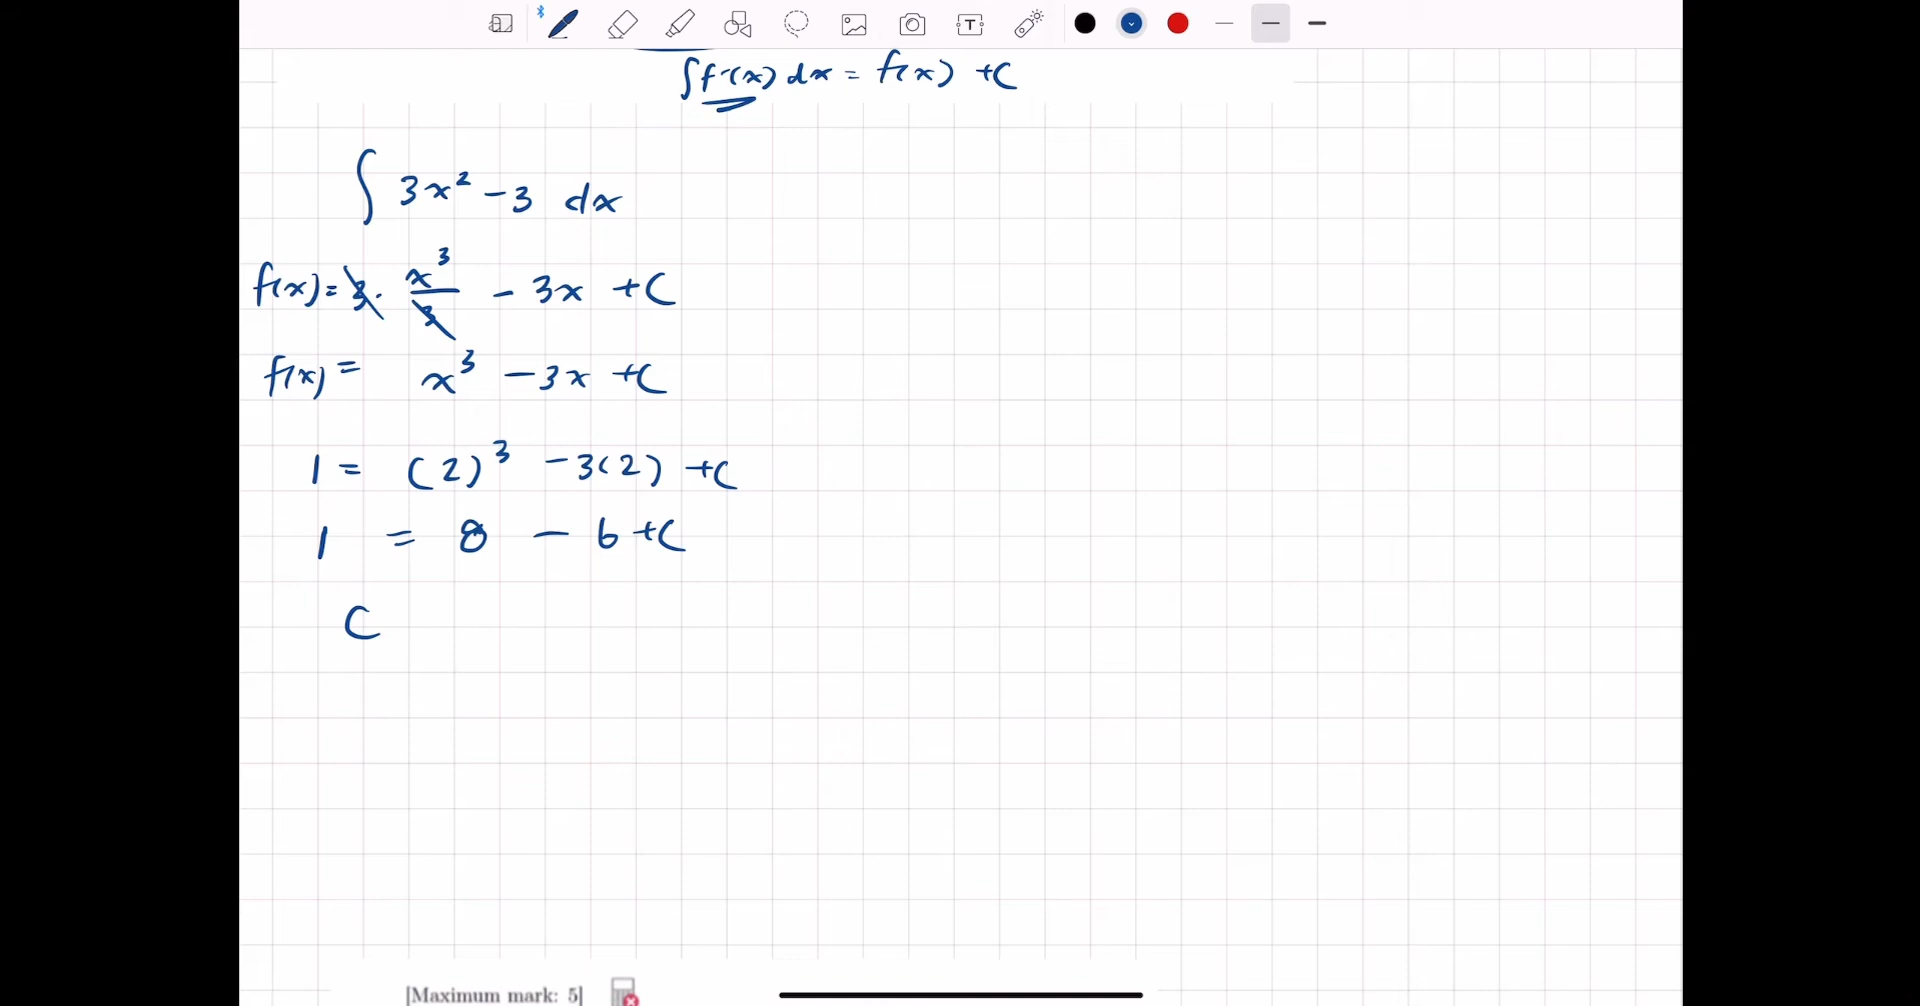 ∫f'(x) dx = f(x) +C
∫ 3x² - 3 dx
f(x) = 3 · x³/3 - 3x + C
f(x) = x³ - 3x + C
1 = (2)³ - 3(2) + C
1 = 8 - 6 + C
C
[Maximum mark: 5]